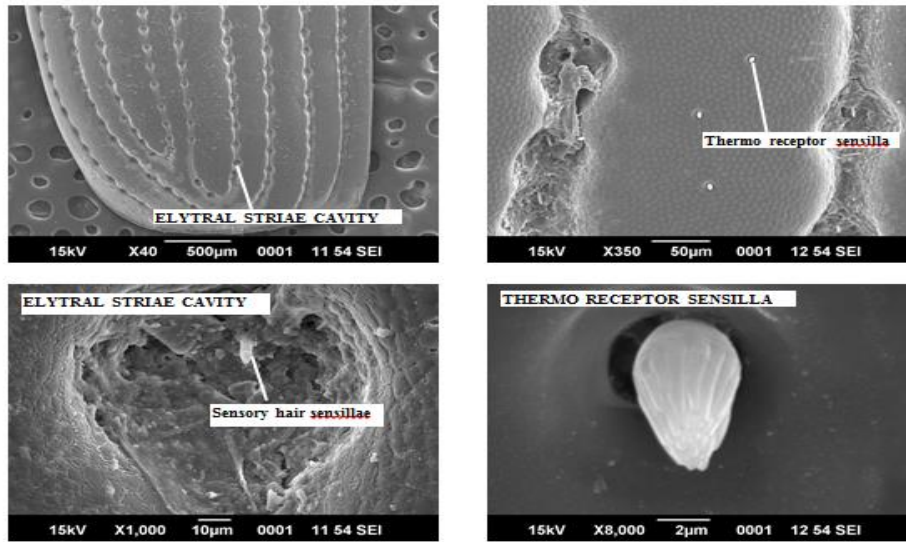 ELYTRAL STRIAE CAVITY
15kV X40 500µm 0001 11 54 SEI
Thermo receptor sensilla
15kV X350 50µm 0001 12 54 SEI
ELYTRAL STRIAE CAVITY
Sensory hair sensillae
15kV X1,000 10µm 0001 11 54 SEI
THERMO RECEPTOR SENSILLA
15kV X8,000 2µm 0001 12 54 SEI